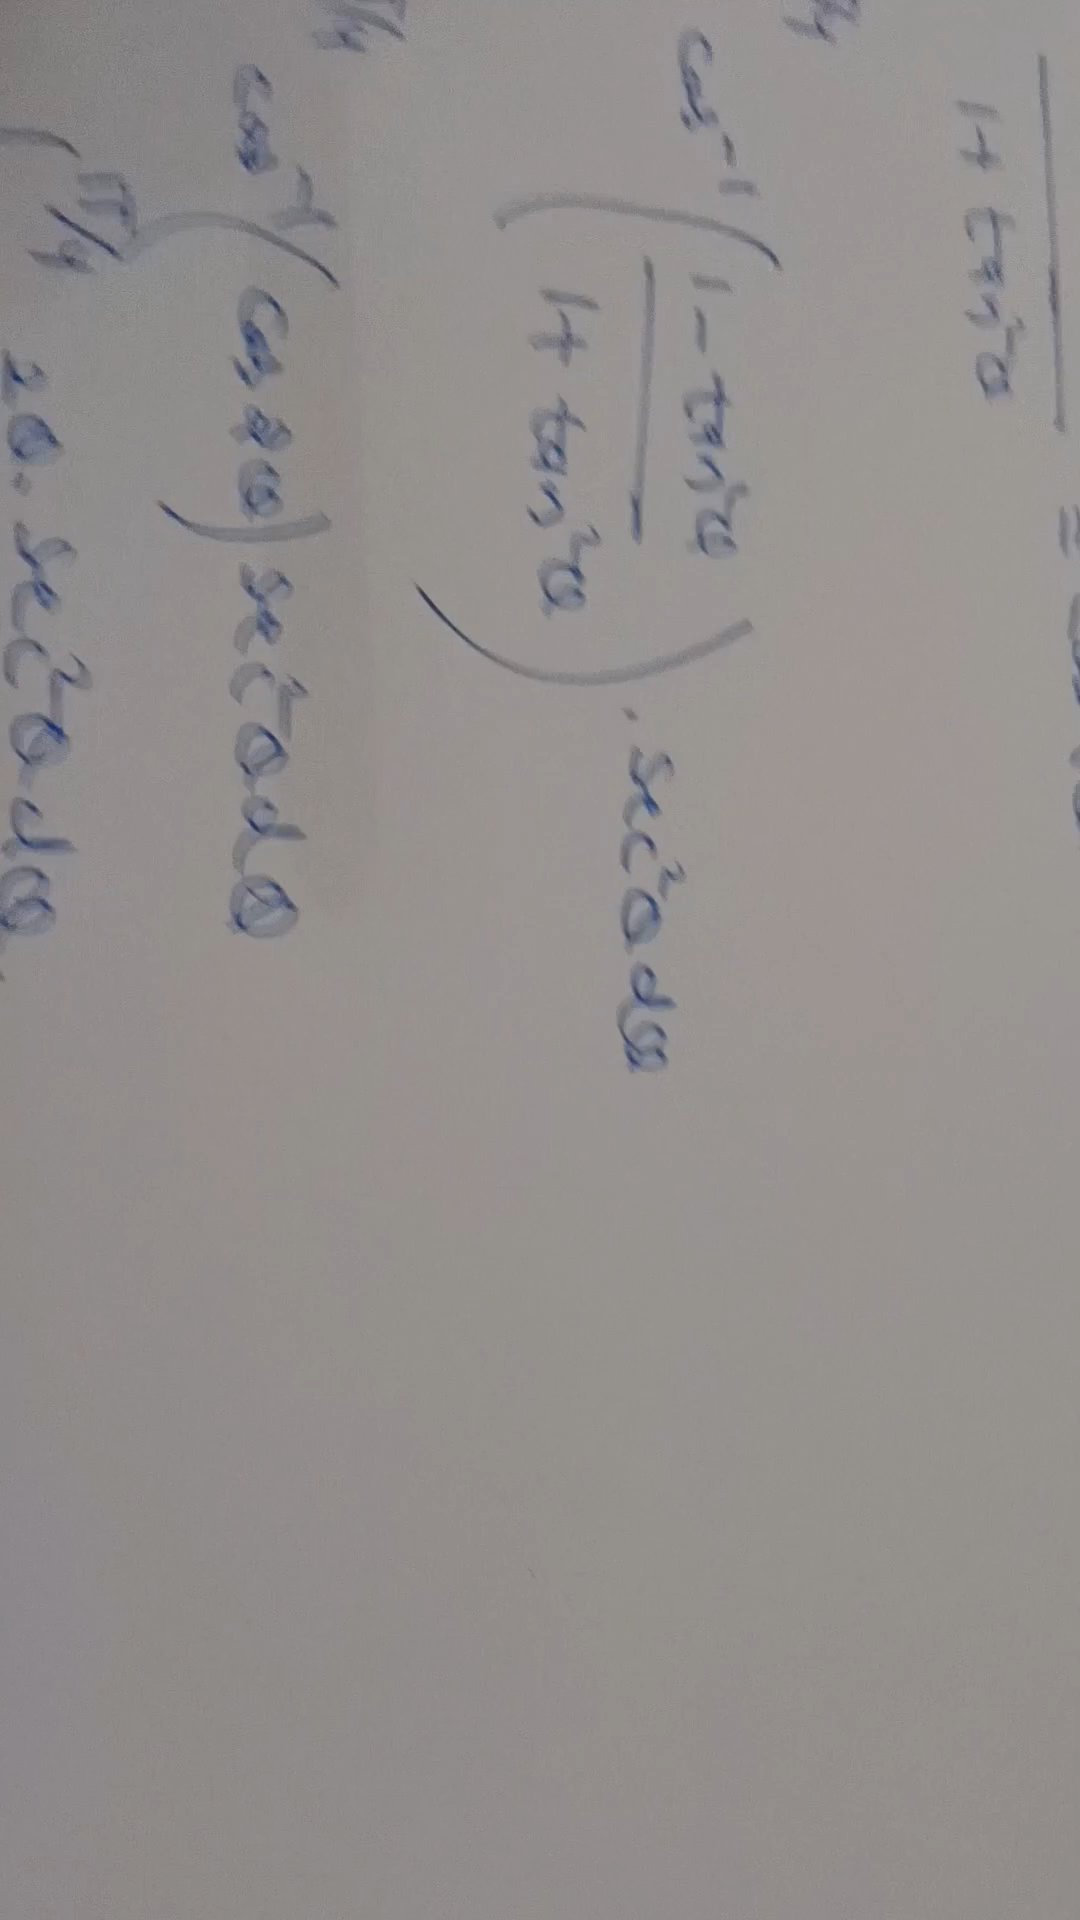 1 + tan²θ =
π/4
cos⁻¹ ( 1 - tan²θ / 1 + tan²θ ) . sec²θ dθ
π/4
cos⁻¹ ( cos 2θ ) sec²θ dθ
∫ π/4 2θ . sec²θ dθ